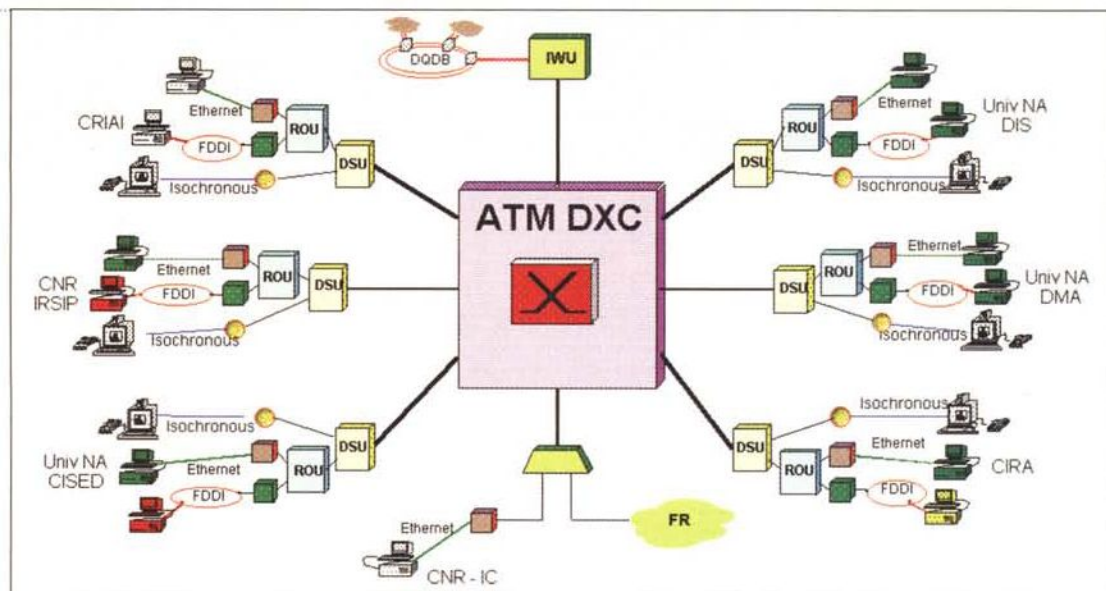 DQDB
IWU
Ethernet
CRIAI
ROU
FDDI
DSU
Isochronous
Ethernet
Univ NA
DIS
ROU
FDDI
DSU
Isochronous
ATM DXC
Ethernet
CNR
IRSIP
ROU
FDDI
DSU
Isochronous
Ethernet
Univ NA
DMA
ROU
FDDI
DSU
Isochronous
Isochronous
DSU
Univ NA
CISED
Ethernet
ROU
FDDI
Isochronous
DSU
Ethernet
CIRA
ROU
FDDI
Ethernet
FR
CNR - IC